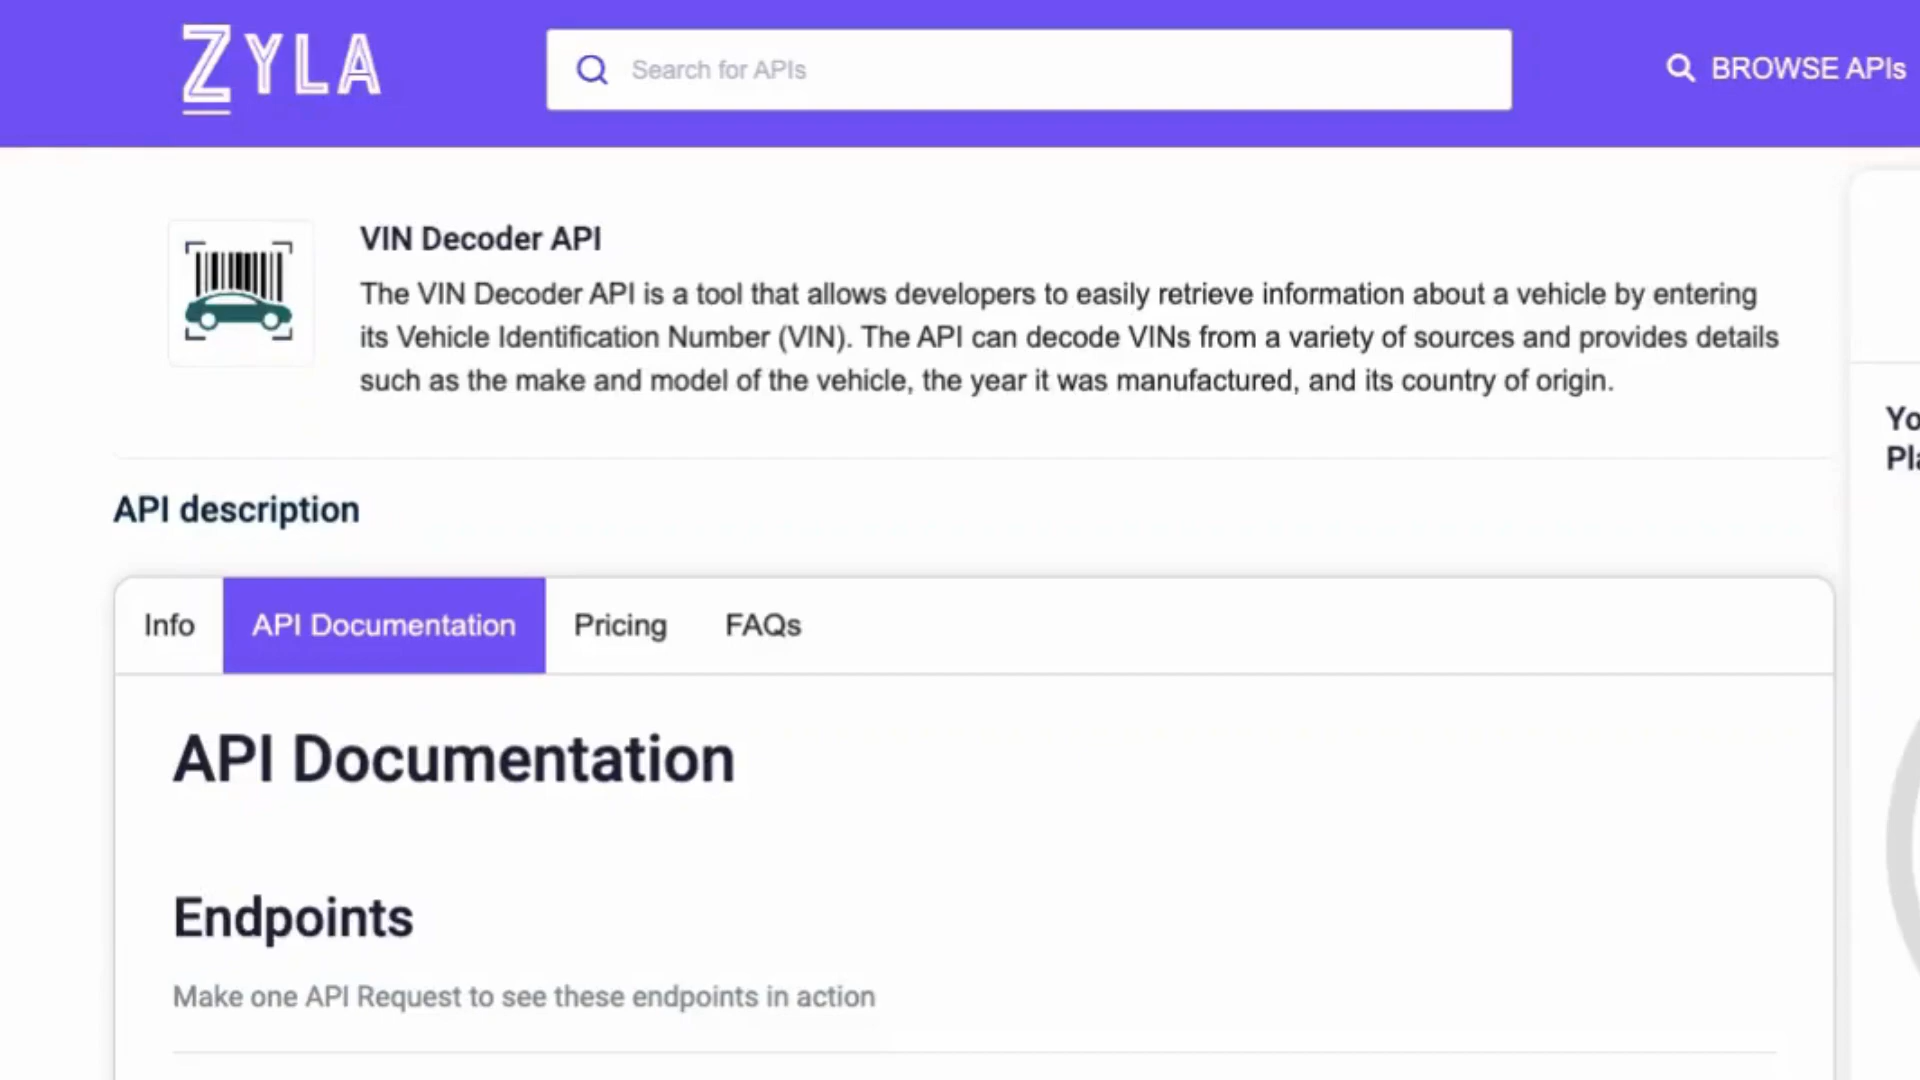 ZYLA
Search for APIs
BROWSE APIs
VIN Decoder API
The VIN Decoder API is a tool that allows developers to easily retrieve information about a vehicle by entering
its Vehicle Identification Number (VIN). The API can decode VINs from a variety of sources and provides details
such as the make and model of the vehicle, the year it was manufactured, and its country of origin.
Yo
Pla
API description
Info
API Documentation
Pricing
FAQs
API Documentation
Endpoints
Make one API Request to see these endpoints in action